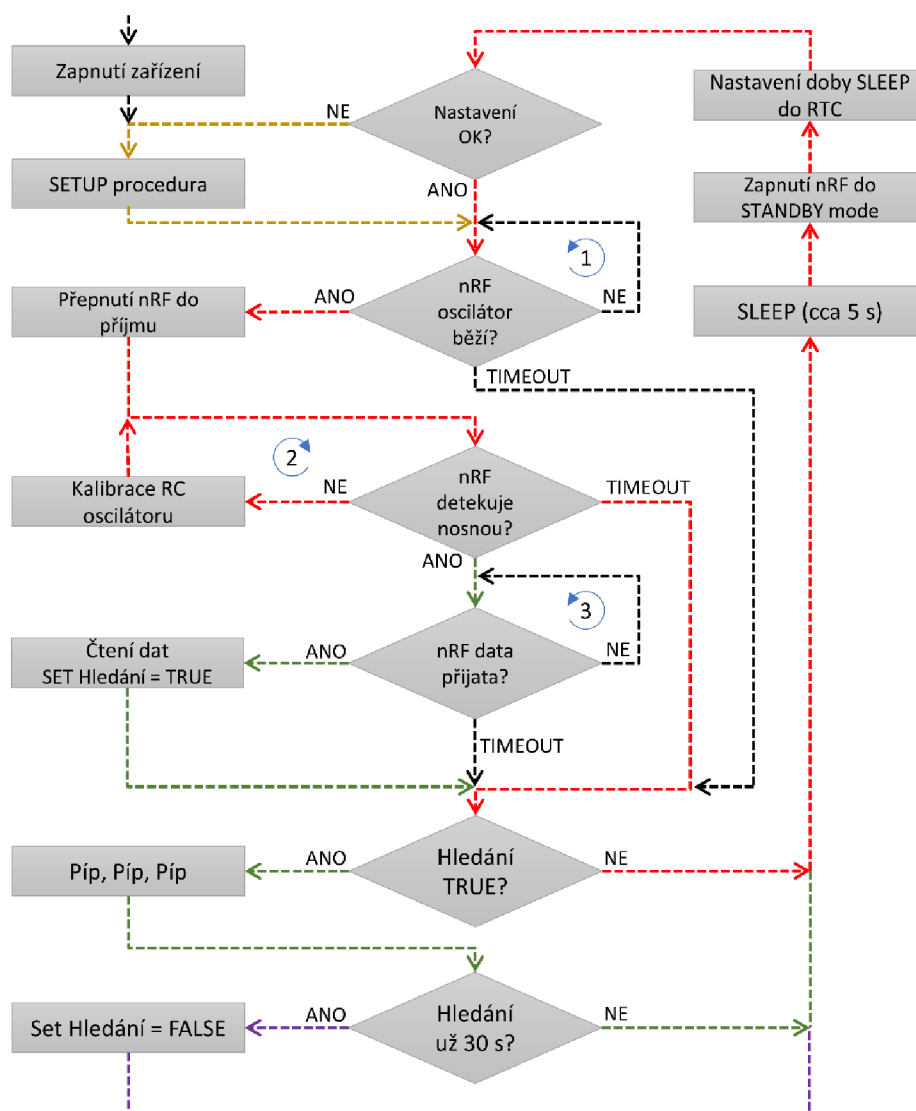 Zapnutí zařízení
NE
Nastavení
OK?
Nastavení doby SLEEP
do RTC
SETUP procedura
ANO
Zapnutí nRF do
STANDBY mode
1
Přepnutí nRF do
příjmu
ANO
nRF
oscilátor
běží?
NE
SLEEP (cca 5 s)
TIMEOUT
2
Kalibrace RC
oscilátoru
NE
nRF
detekuje
nosnou?
TIMEOUT
ANO
3
Čtení dat
SET Hledání = TRUE
ANO
nRF data
přijata?
NE
TIMEOUT
Píp, Píp, Píp
ANO
Hledání
TRUE?
NE
Set Hledání = FALSE
ANO
Hledání
už 30 s?
NE